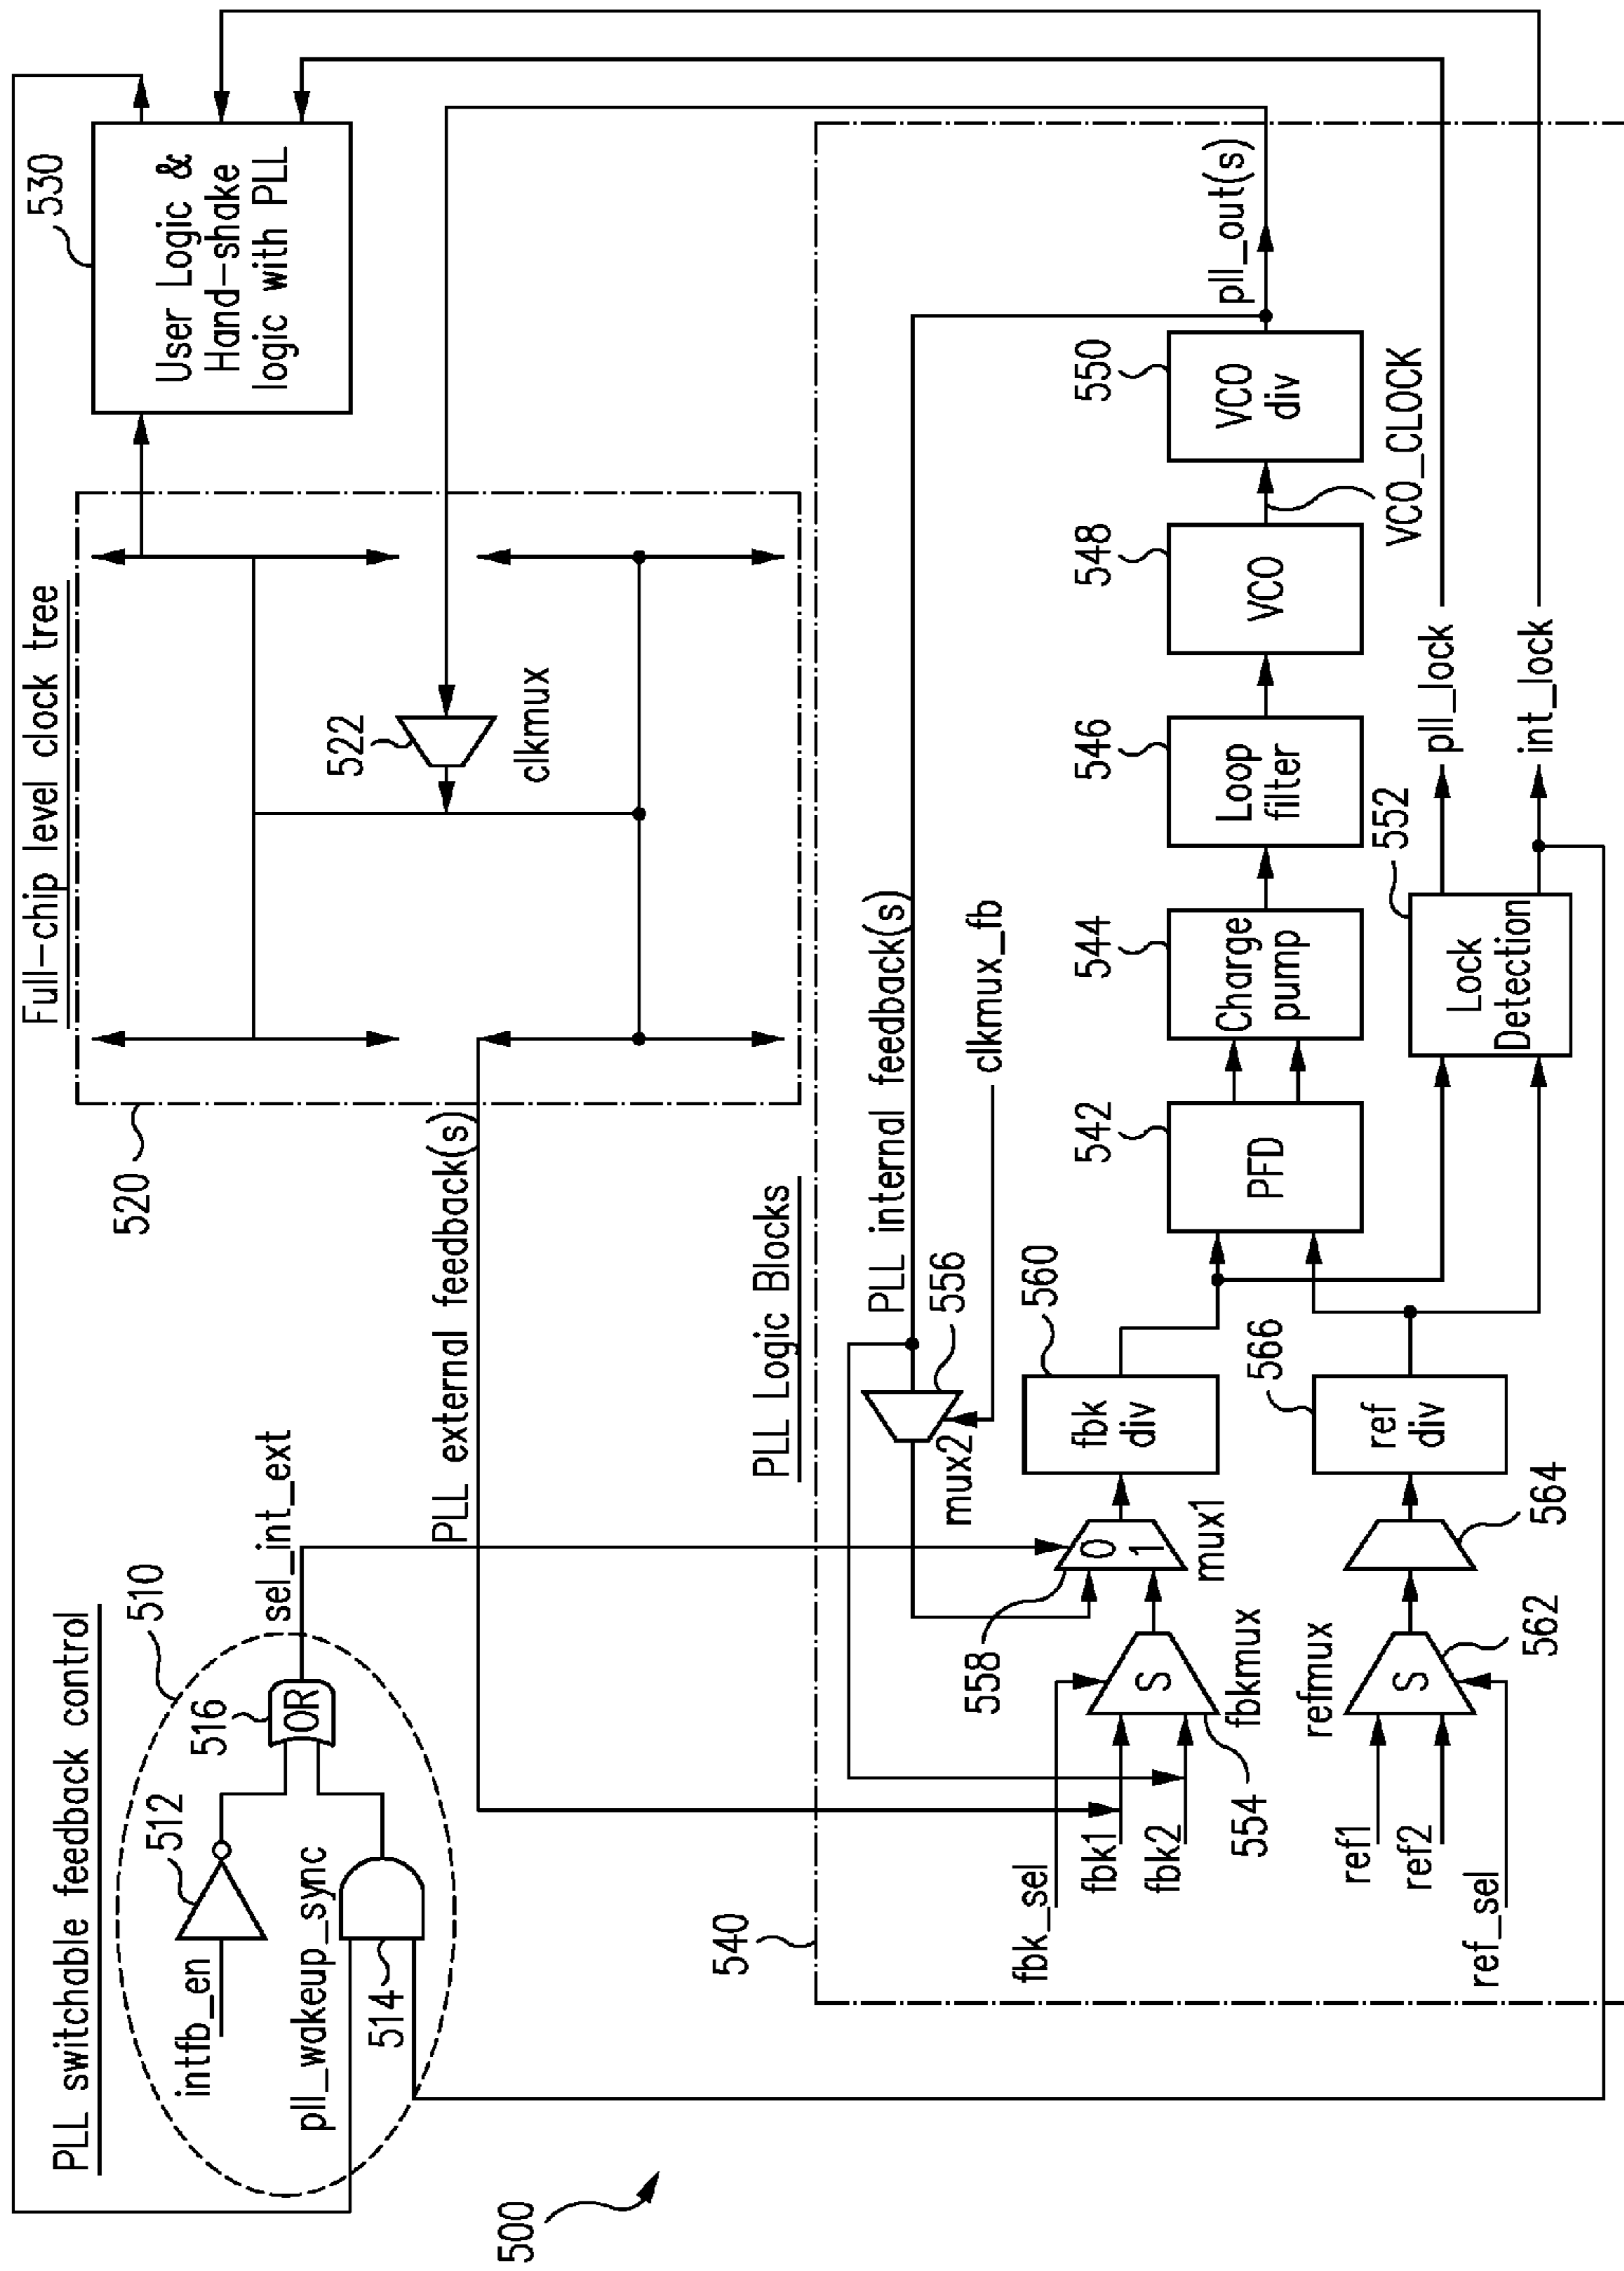 PLL switchable feedback control
510
512
516
OR
intfb_en
pll_wakeup_sync
514
sel_int_ext
500
Full-chip level clock tree
520
522
clkmux
530
User Logic &
Hand-shake
logic with PLL
PLL external feedback(s)
PLL Logic Blocks
540
PLL internal feedback(s)
556
mux2
clkmux_fb
pll_out(s)
fbk_sel
fbk1
fbk2
554
S
fbkmux
558
0
1
mux1
560
fbk
div
542
PFD
544
Charge
pump
546
Loop
filter
548
VCO
VCO_CLOCK
550
VCO
div
ref1
ref2
ref_sel
refmux
S
562
564
566
ref
div
552
Lock
Detection
pll_lock
int_lock